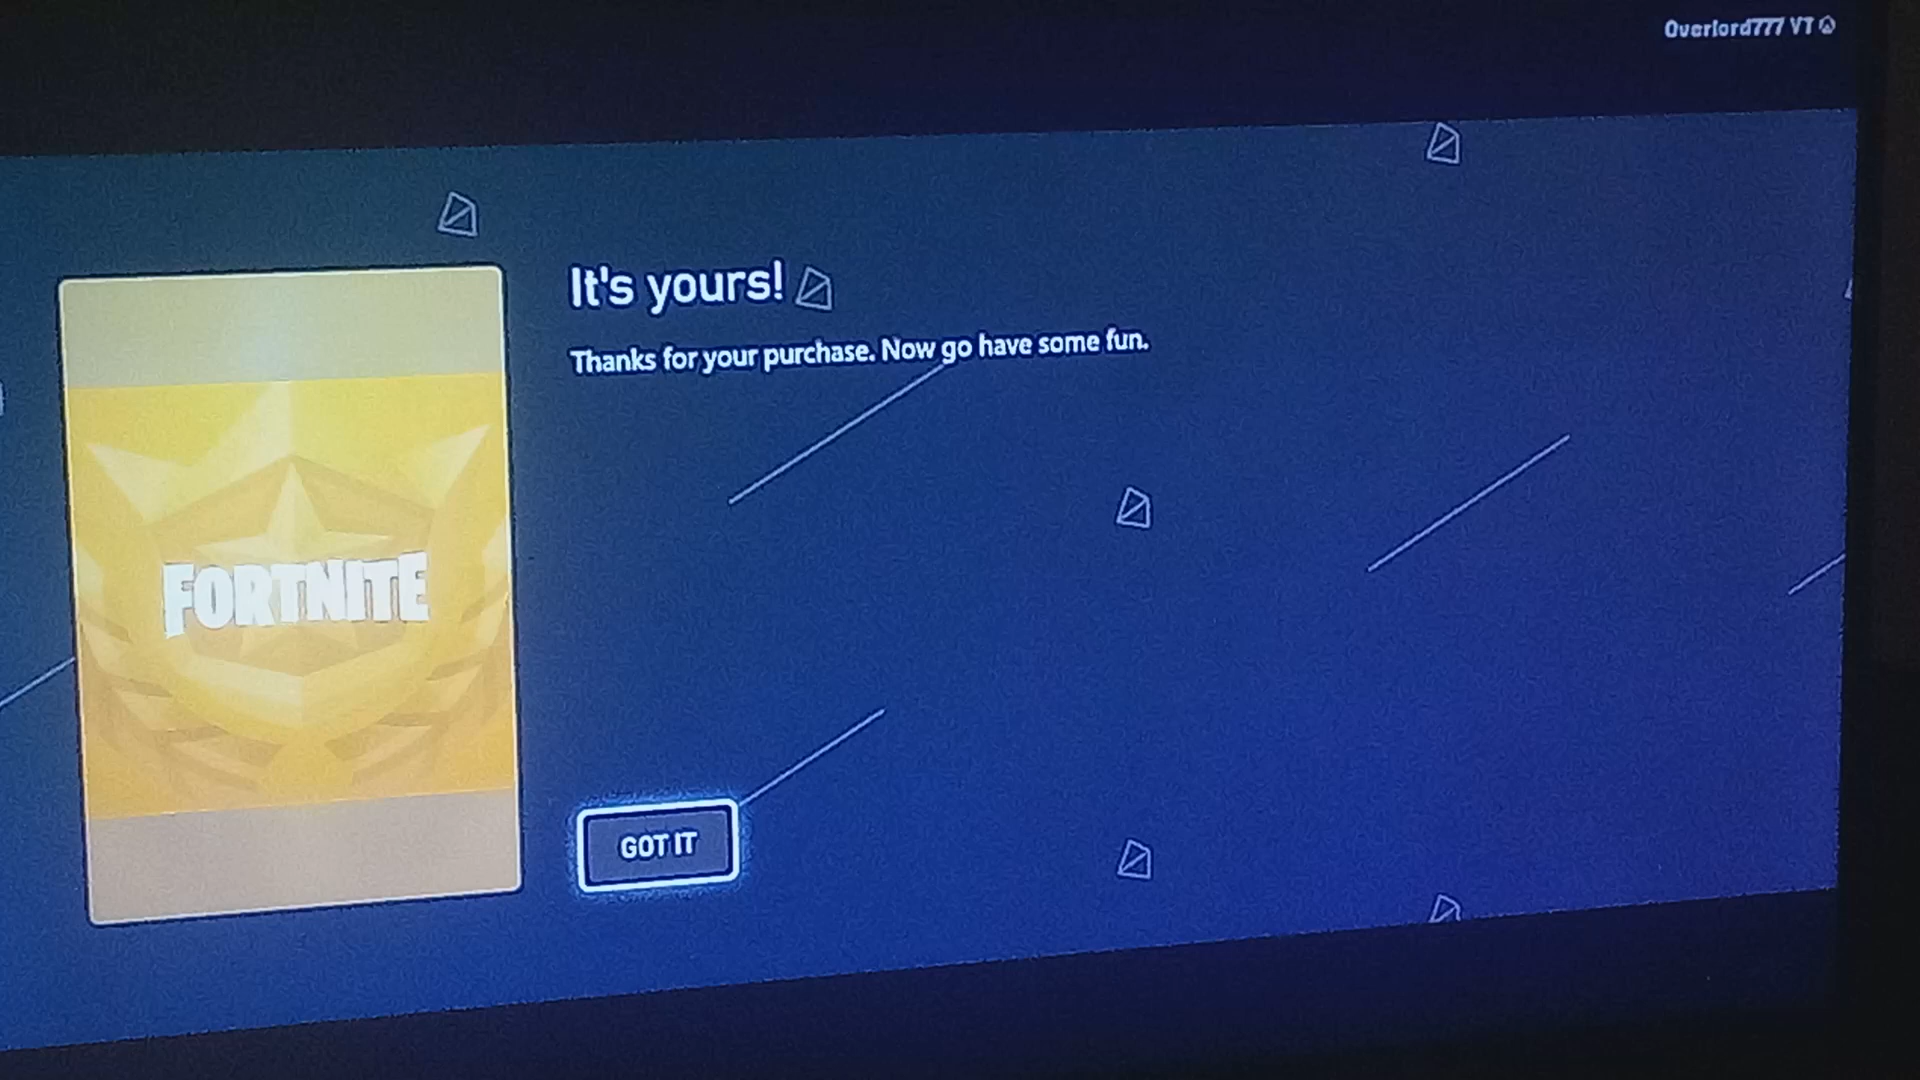 Overlord777 VT
It's yours!
Thanks for your purchase. Now go have some fun.
FORTNITE
GOT IT